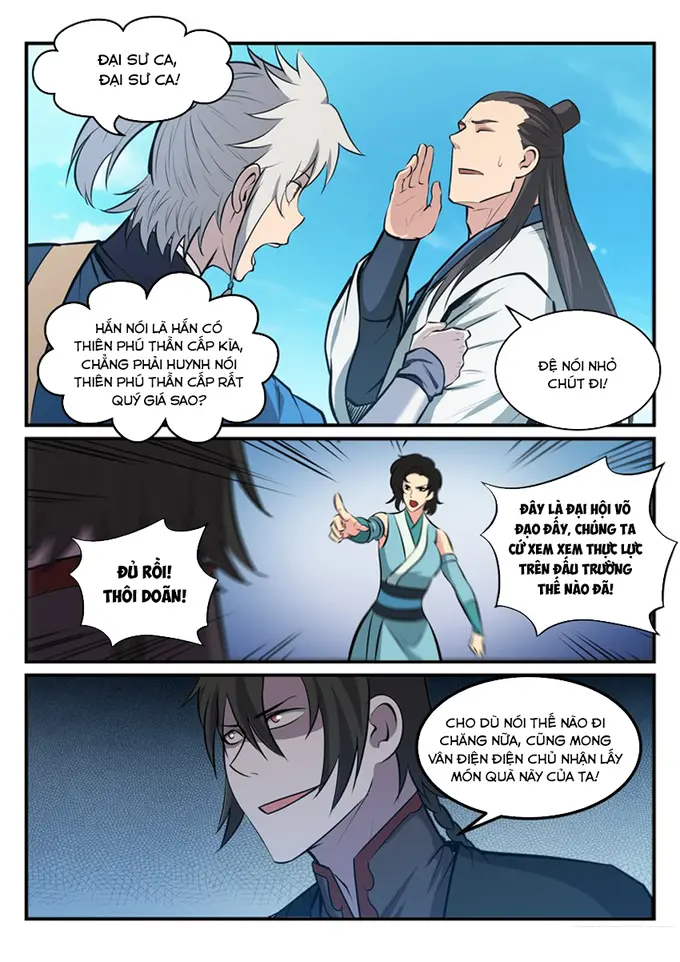 ĐẠI SƯ CA,
ĐẠI SƯ CA!
HẮN NÓI LÀ HẮN CÓ
THIÊN PHÚ THẦN CẤP KÌA,
CHẲNG PHẢI HUYNH NÓI
THIÊN PHÚ THẦN CẤP RẤT
QUÝ GIÁ SAO?
ĐỆ NÓI NHỎ
CHÚT ĐI!
ĐỦ RỒI!
THÔI DOÃN!
ĐÂY LÀ ĐẠI HỘI VÕ
ĐẠO ĐẤY, CHÚNG TA
CỨ XEM XEM THỰC LỰC
TRÊN ĐẤU TRƯỜNG
THẾ NÀO ĐÃ!
CHO DÙ NÓI THẾ NÀO ĐI
CHĂNG NỮA, CŨNG MONG
VÂN ĐIỆN ĐIỆN CHỦ NHẬN LẤY
MÓN QUÀ NÀY CỦA TA!